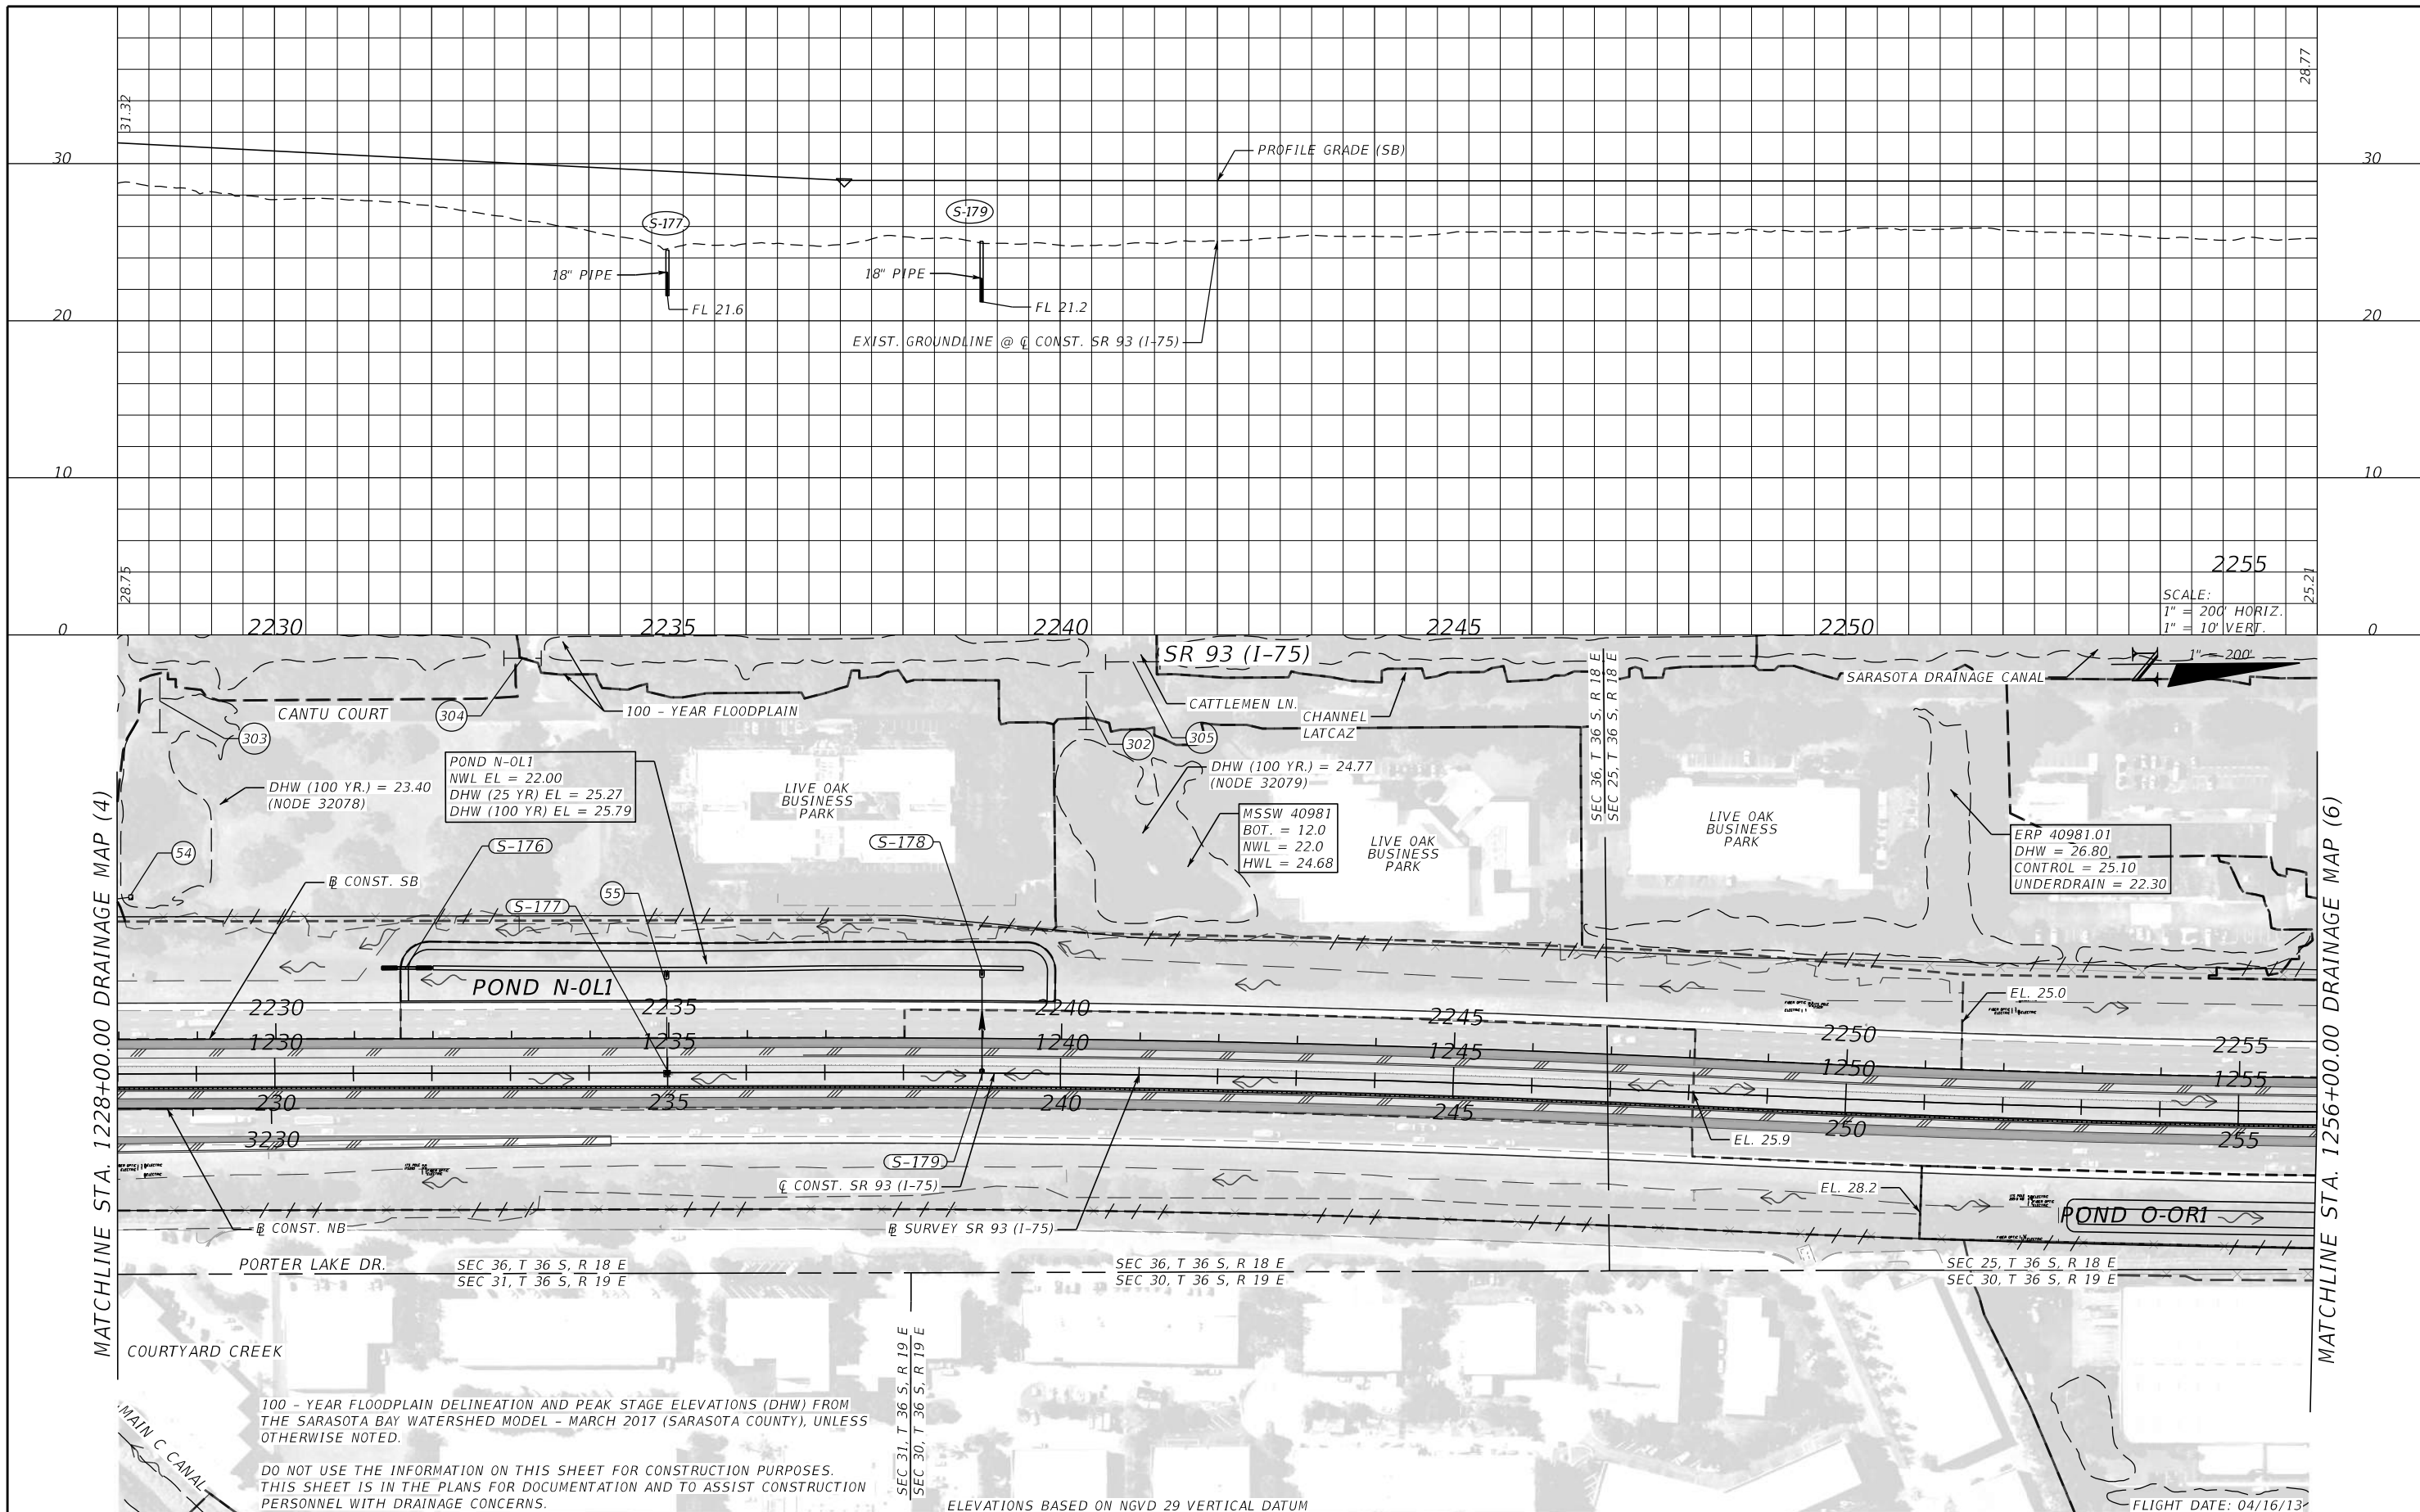 28.77
31.32
30
PROFILE GRADE (SB)
30
S-177
S-179
18" PIPE
18" PIPE
FL 21.6
FL 21.2
20
20
EXIST. GROUNDLINE @ ℄ CONST. SR 93 (I-75)
10
10
28.75
25.21
2255
SCALE:
1" = 200' HORIZ.
1" = 10' VERT.
0
2230
2235
2240
2245
2250
0
SR 93 (I-75)
1" = 200'
N
SARASOTA DRAINAGE CANAL
CANTU COURT
304
100 - YEAR FLOODPLAIN
CATTLEMEN LN.
CHANNEL
LATCAZ
303
302
305
SEC 36, T 36 S, R 18 E
SEC 25, T 36 S, R 18 E
DHW (100 YR.) = 23.40
(NODE 32078)
POND N-0L1
NWL EL = 22.00
DHW (25 YR) EL = 25.27
DHW (100 YR) EL = 25.79
LIVE OAK
BUSINESS
PARK
DHW (100 YR.) = 24.77
(NODE 32079)
MSSW 40981
BOT. = 12.0
NWL = 22.0
HWL = 24.68
LIVE OAK
BUSINESS
PARK
LIVE OAK
BUSINESS
PARK
ERP 40981.01
DHW = 26.80
CONTROL = 25.10
UNDERDRAIN = 22.30
54
S-176
S-178
B CONST. SB
55
S-177
MATCHLINE STA. 1228+00.00 DRAINAGE MAP (4)
MATCHLINE STA. 1256+00.00 DRAINAGE MAP (6)
POND N-0L1
EL. 25.0
2230
2235
2240
2245
2250
2255
1230
1235
1240
1245
1250
1255
230
235
240
245
250
255
3230
EL. 25.9
S-179
℄ CONST. SR 93 (I-75)
EL. 28.2
B CONST. NB
B SURVEY SR 93 (I-75)
POND O-OR1
PORTER LAKE DR.
SEC 36, T 36 S, R 18 E
SEC 31, T 36 S, R 19 E
SEC 36, T 36 S, R 18 E
SEC 30, T 36 S, R 19 E
SEC 25, T 36 S, R 18 E
SEC 30, T 36 S, R 19 E
COURTYARD CREEK
SEC 31, T 36 S, R 19 E
SEC 30, T 36 S, R 19 E
MAIN C CANAL
100 - YEAR FLOODPLAIN DELINEATION AND PEAK STAGE ELEVATIONS (DHW) FROM
THE SARASOTA BAY WATERSHED MODEL - MARCH 2017 (SARASOTA COUNTY), UNLESS
OTHERWISE NOTED.
DO NOT USE THE INFORMATION ON THIS SHEET FOR CONSTRUCTION PURPOSES.
THIS SHEET IS IN THE PLANS FOR DOCUMENTATION AND TO ASSIST CONSTRUCTION
PERSONNEL WITH DRAINAGE CONCERNS.
ELEVATIONS BASED ON NGVD 29 VERTICAL DATUM
FLIGHT DATE: 04/16/13